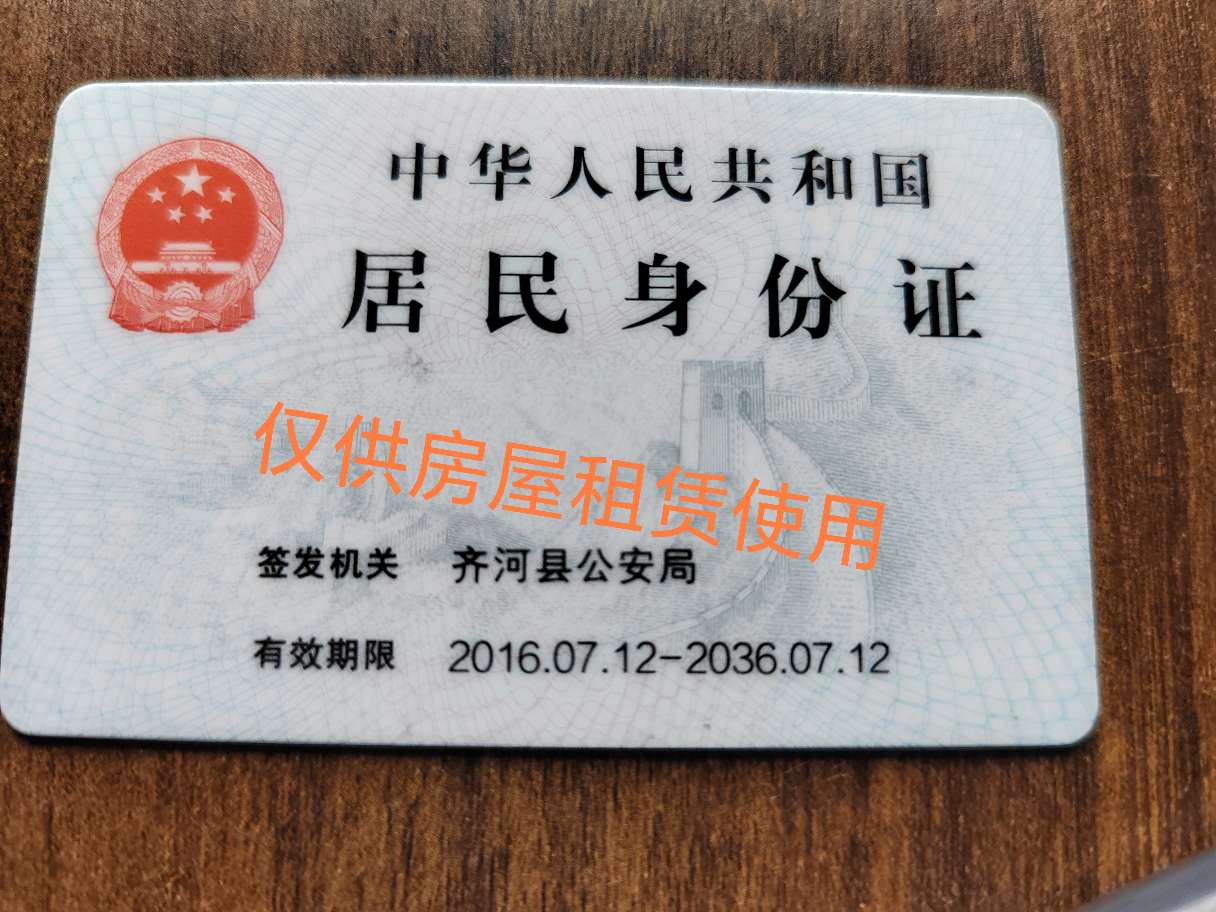 中华人民共和国
居民身份证
仅供房屋租赁使用
签发机关 齐河县公安局
有效期限 2016.07.12-2036.07.12